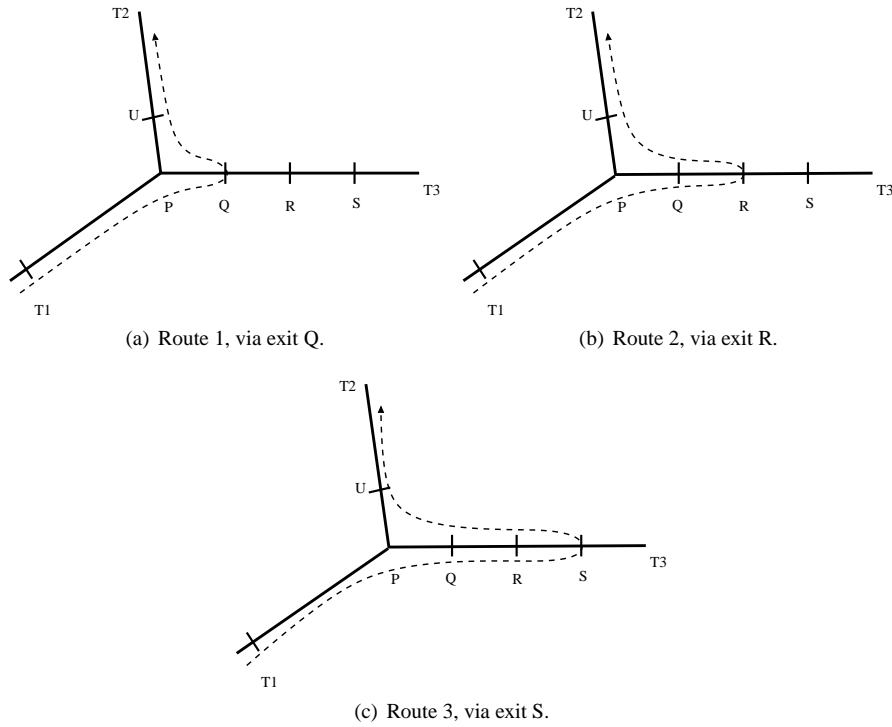 T2
U
P
Q
R
S
T3
T1
(a) Route 1, via exit Q.
T2
U
P
Q
R
S
T3
T1
(b) Route 2, via exit R.
T2
U
P
Q
R
S
T3
T1
(c) Route 3, via exit S.